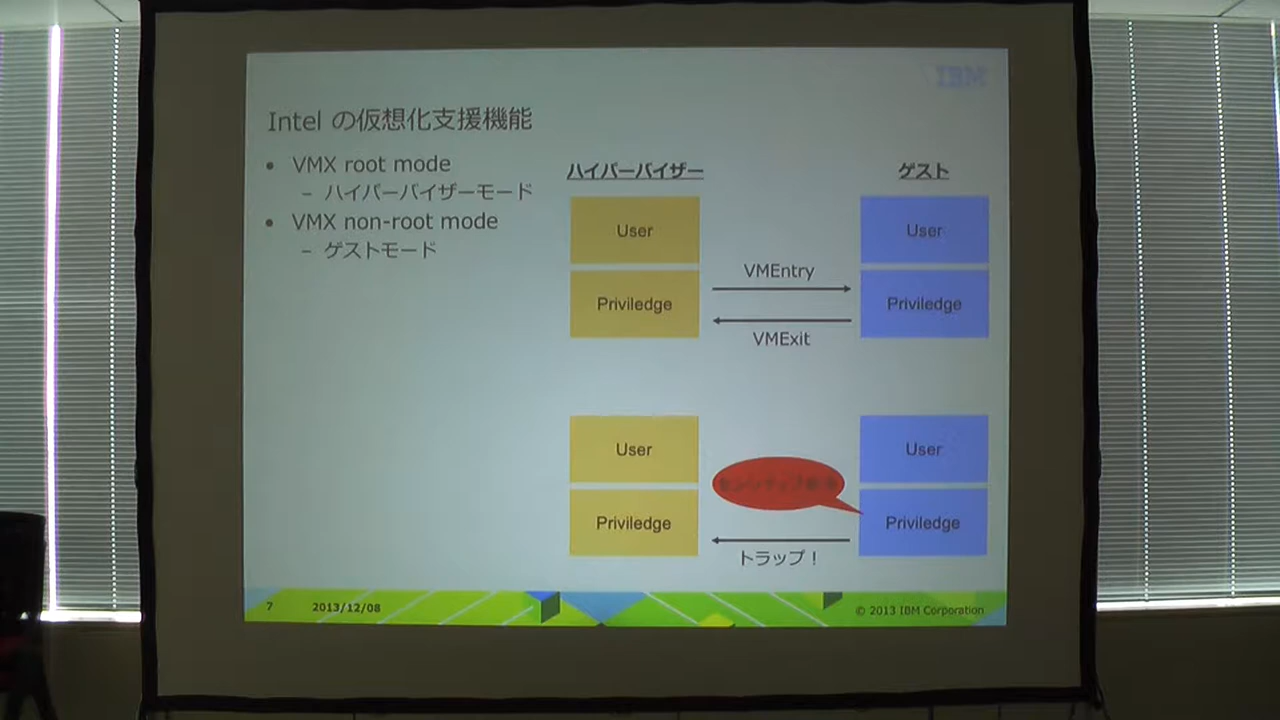 IBM
Intel の仮想化支援機能
• VMX root mode
– ハイパーバイザーモード
• VMX non-root mode
– ゲストモード
ハイパーバイザー
ゲスト
User
User
VMEntry
Priviledge
Priviledge
VMExit
User
User
Priviledge
Priviledge
トラップ！
7
2013/12/08
© 2013 IBM Corporation